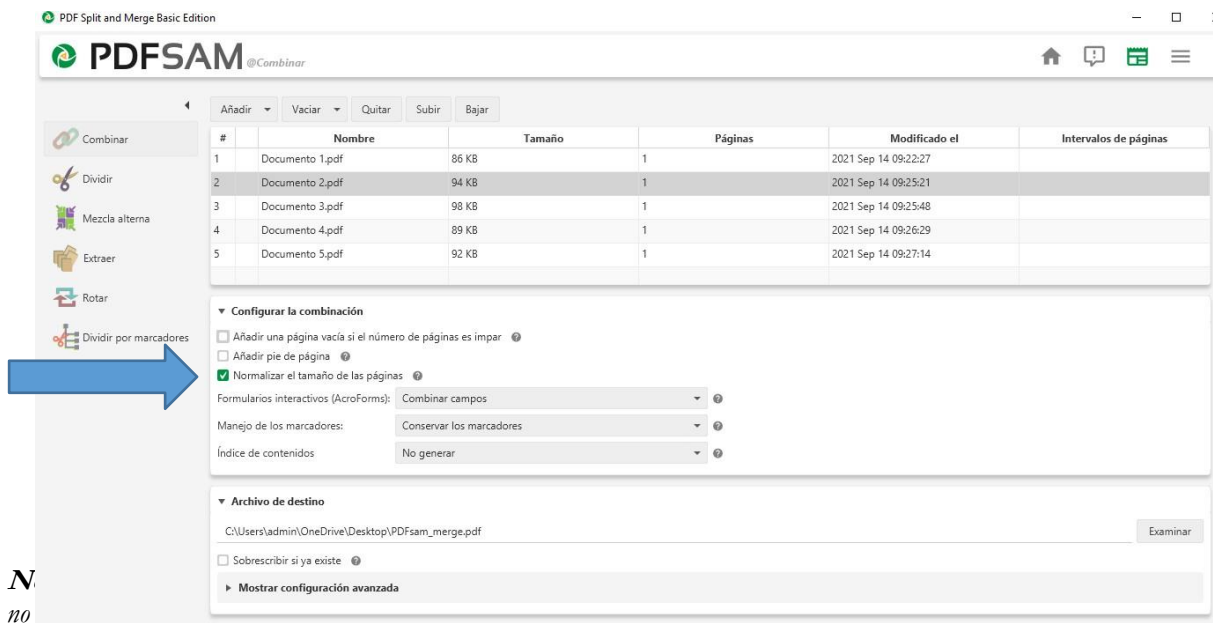 PDF Split and Merge Basic Edition
PDFSAM @Combinar
Añadir Vaciar Quitar Subir Bajar
Combinar
Dividir
Mezcla alterna
Extraer
Rotar
Dividir por marcadores
# Nombre Tamaño Páginas Modificado el Intervalos de páginas
1 Documento 1.pdf 86 KB 1 2021 Sep 14 09:22:27
2 Documento 2.pdf 94 KB 1 2021 Sep 14 09:25:21
3 Documento 3.pdf 98 KB 1 2021 Sep 14 09:25:48
4 Documento 4.pdf 89 KB 1 2021 Sep 14 09:26:29
5 Documento 5.pdf 92 KB 1 2021 Sep 14 09:27:14
Configurar la combinación
Añadir una página vacía si el número de páginas es impar
Añadir pie de página
Normalizar el tamaño de las páginas
Formularios interactivos (AcroForms): Combinar campos
Manejo de los marcadores: Conservar los marcadores
Índice de contenidos No generar
Archivo de destino
C:\Users\admin\OneDrive\Desktop\PDFsam_merge.pdf Examinar
Sobrescribir si ya existe
Mostrar configuración avanzada
no